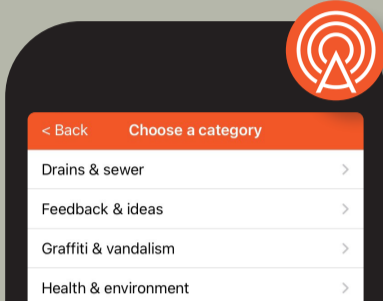 < Back Choose a category
Drains & sewer
Feedback & ideas
Graffiti & vandalism
Health & environment